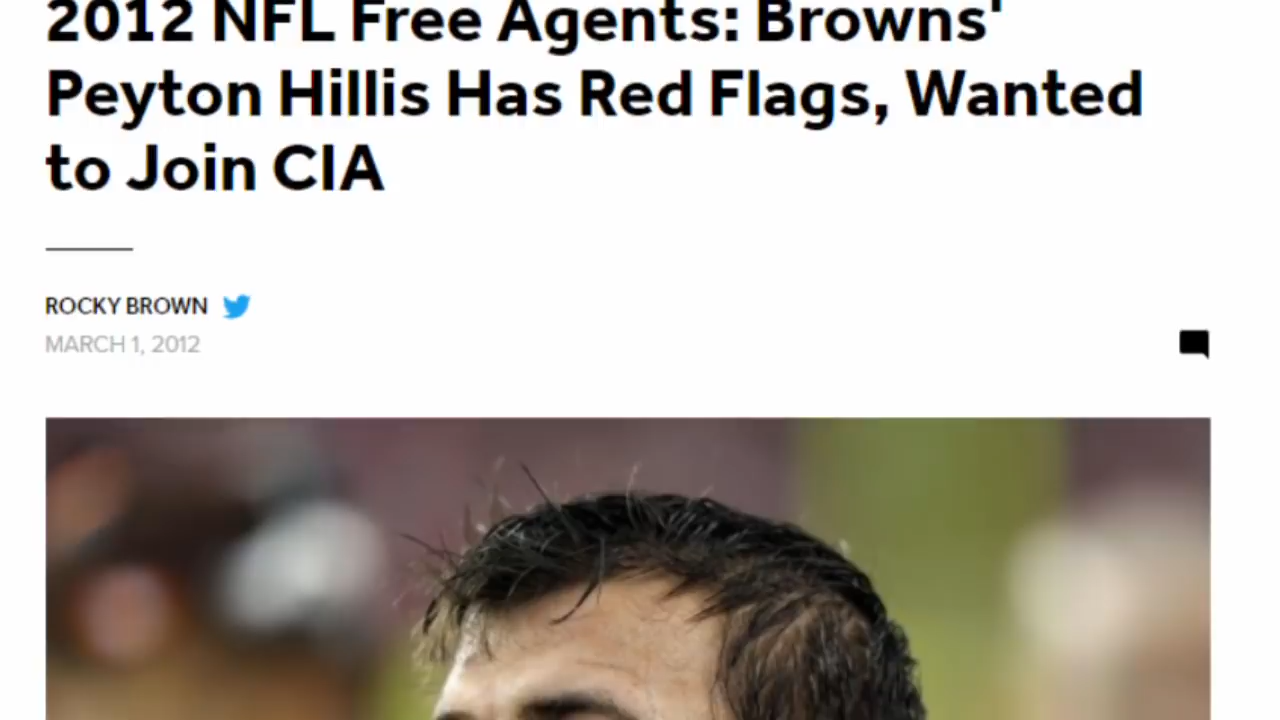 2012 NFL Free Agents: Browns'
Peyton Hillis Has Red Flags, Wanted
to Join CIA
ROCKY BROWN
MARCH 1, 2012